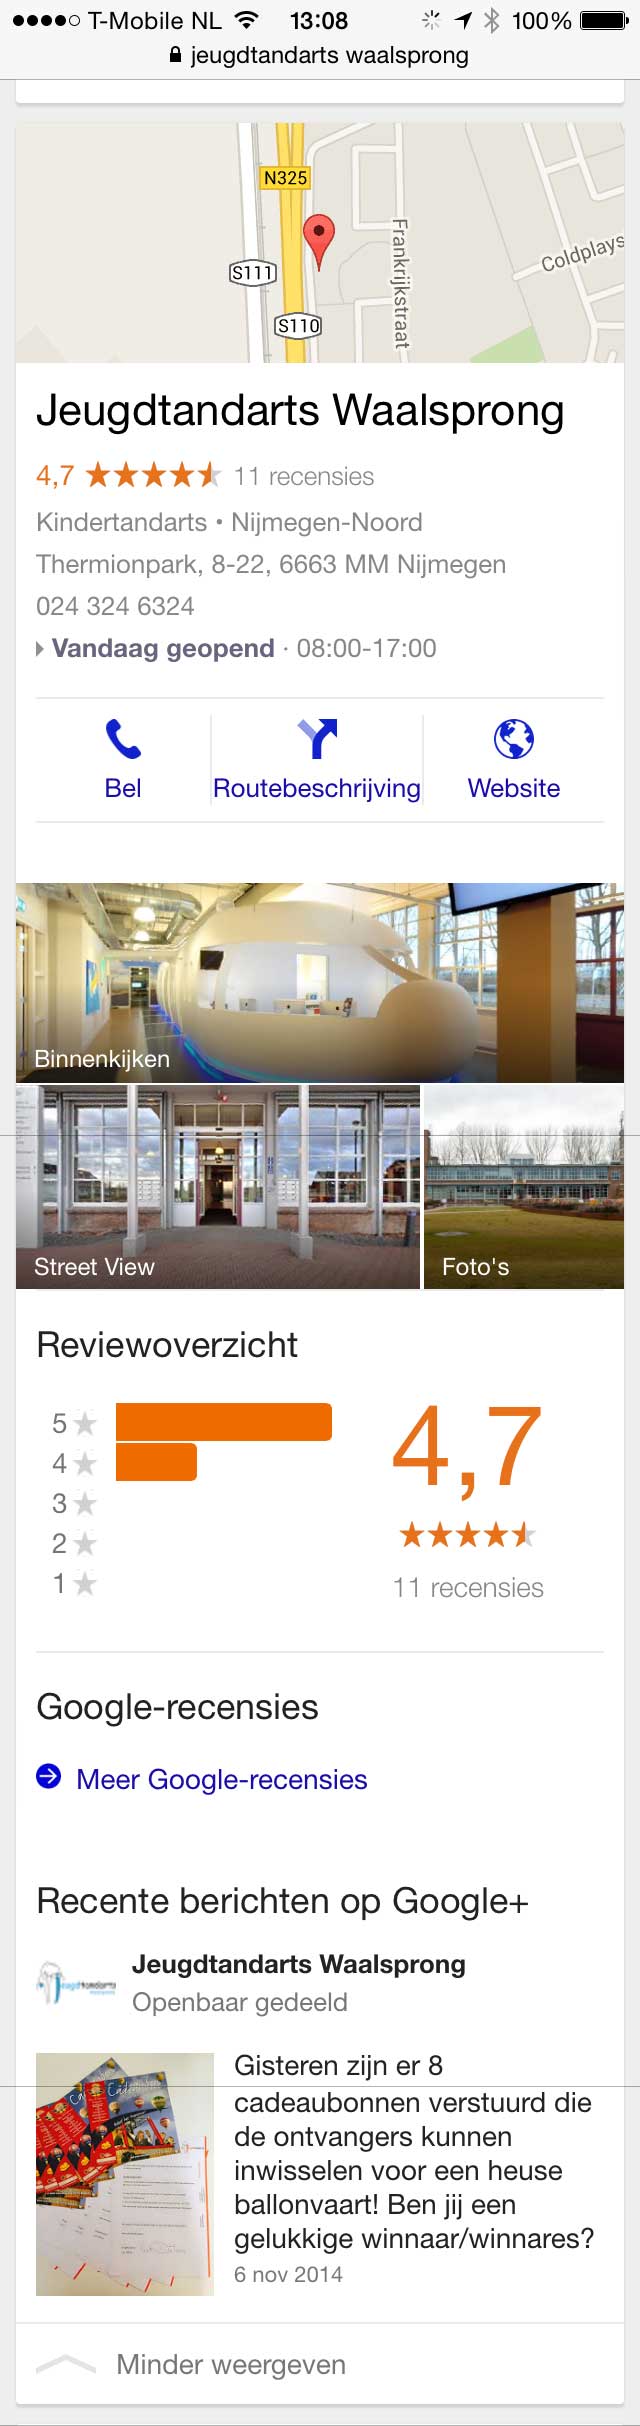 T-Mobile NL 13:08 100%
jeugdtandarts waalsprong
N325
S111
S110
Frankrijkstraat
Coldplays
Jeugdtandarts Waalsprong
4,7 11 recensies
Kindertandarts • Nijmegen-Noord
Thermionpark, 8-22, 6663 MM Nijmegen
024 324 6324
Vandaag geopend · 08:00-17:00
Bel Routebeschrijving Website
Binnenkijken
Street View
Foto's
Reviewoverzicht
5
4
3
2
1
4,7
11 recensies
Google-recensies
Meer Google-recensies
Recente berichten op Google+
jeugdtandarts
Jeugdtandarts Waalsprong
Openbaar gedeeld
Gisteren zijn er 8
cadeaubonnen verstuurd die
de ontvangers kunnen
inwisselen voor een heuse
ballonvaart! Ben jij een
gelukkige winnaar/winnares?
6 nov 2014
Minder weergeven